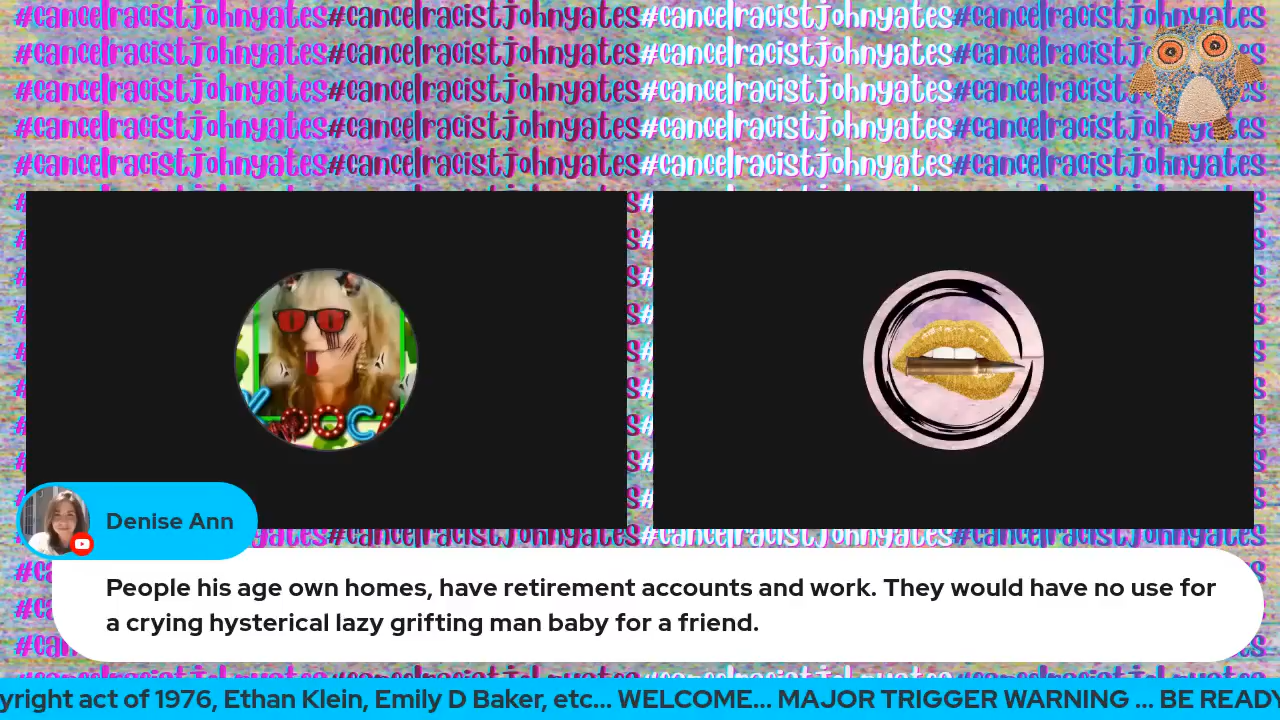 #cancelracistjohnyates#cancelracistjohnyates#cancelracistjohnyates#cancelracistjohnyates
#cancelracistjohnyates#cancelracistjohnyates#cancelracistjohnyates#cancelracistjohnyates
#cancelracistjohnyates#cancelracistjohnyates#cancelracistjohnyates#cancelracistjohnyates
#cancelracistjohnyates#cancelracistjohnyates#cancelracistjohnyates#cancelracistjohnyates
#cancelracistjohnyates#cancelracistjohnyates#cancelracistjohnyates#cancelracistjohnyates
Denise Ann
People his age own homes, have retirement accounts and work. They would have no use for
a crying hysterical lazy grifting man baby for a friend.
yright act of 1976, Ethan Klein, Emily D Baker, etc... WELCOME... MAJOR TRIGGER WARNING ... BE READY